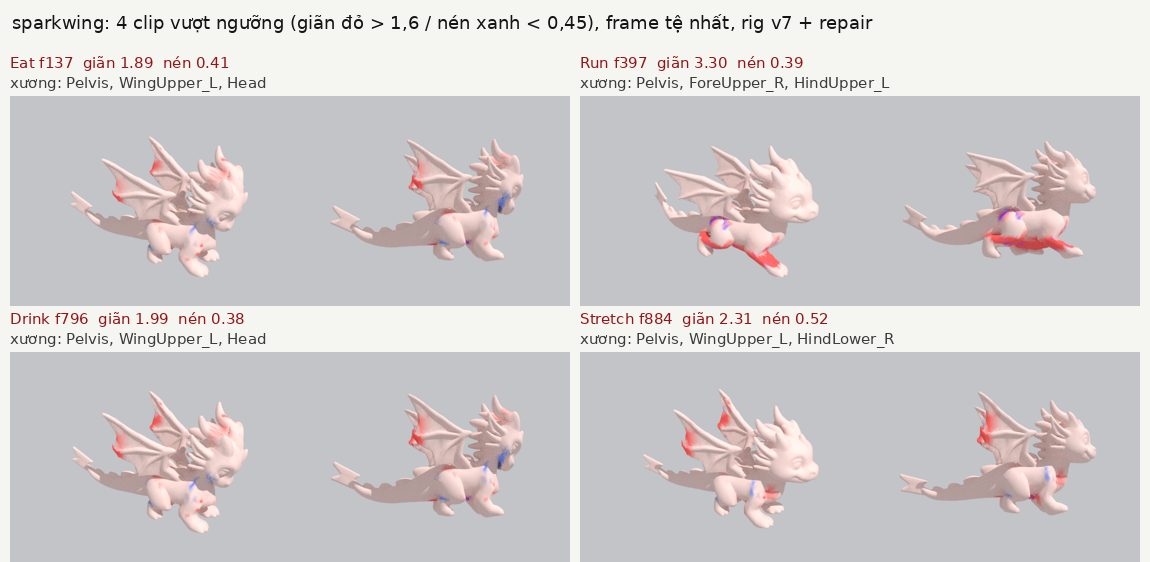 sparkwing: 4 clip vượt ngưỡng (giãn đỏ > 1,6 / nén xanh < 0,45), frame tệ nhất, rig v7 + repair
Eat f137  giãn 1.89  nén 0.41
xương: Pelvis, WingUpper_L, Head
Run f397  giãn 3.30  nén 0.39
xương: Pelvis, ForeUpper_R, HindUpper_L
Drink f796  giãn 1.99  nén 0.38
xương: Pelvis, WingUpper_L, Head
Stretch f884  giãn 2.31  nén 0.52
xương: Pelvis, WingUpper_L, HindLower_R